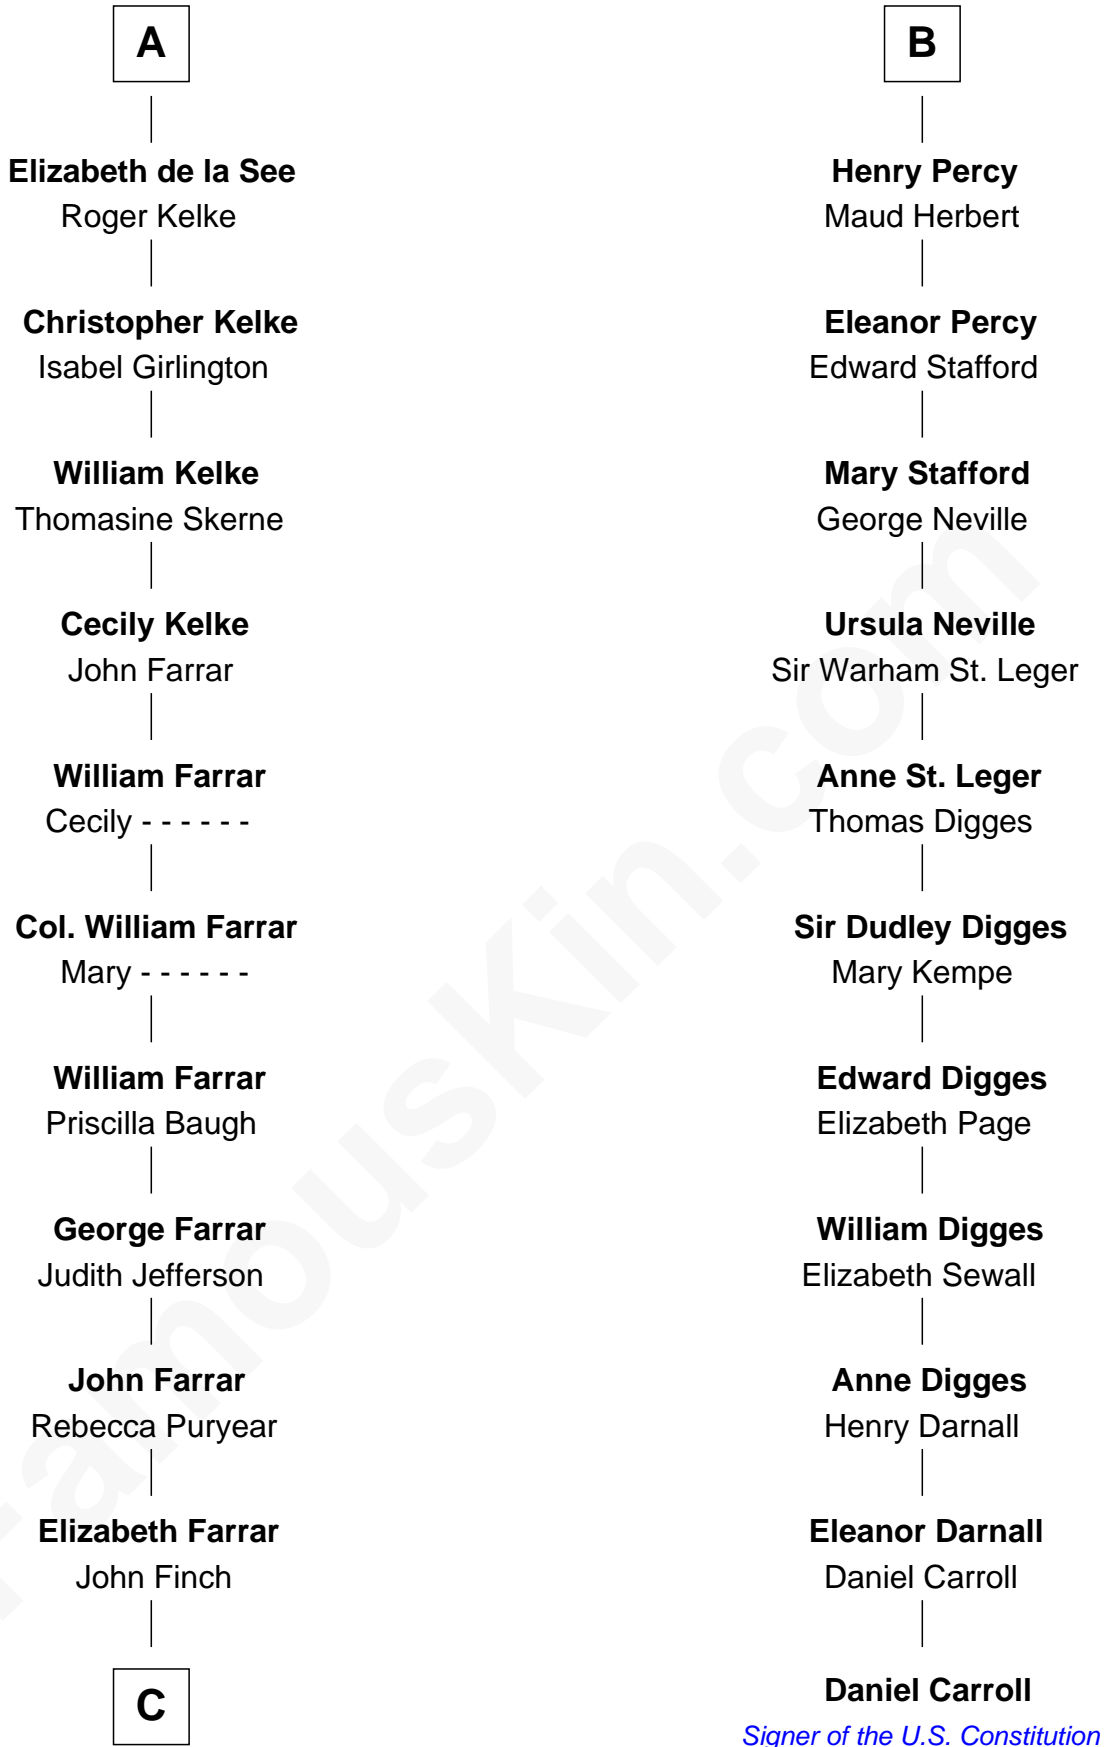 A
Elizabeth de la See
Roger Kelke
Christopher Kelke
Isabel Girlington
William Kelke
Thomasine Skerne
Cecily Kelke
John Farrar
William Farrar
Cecily - - - - - -
Col. William Farrar
Mary - - - - - -
William Farrar
Priscilla Baugh
George Farrar
Judith Jefferson
John Farrar
Rebecca Puryear
Elizabeth Farrar
John Finch
C
B
Henry Percy
Maud Herbert
Eleanor Percy
Edward Stafford
Mary Stafford
George Neville
Ursula Neville
Sir Warham St. Leger
Anne St. Leger
Thomas Digges
Sir Dudley Digges
Mary Kempe
Edward Digges
Elizabeth Page
William Digges
Elizabeth Sewall
Anne Digges
Henry Darnall
Eleanor Darnall
Daniel Carroll
Daniel Carroll
Signer of the U.S. Constitution
FamousKin.com